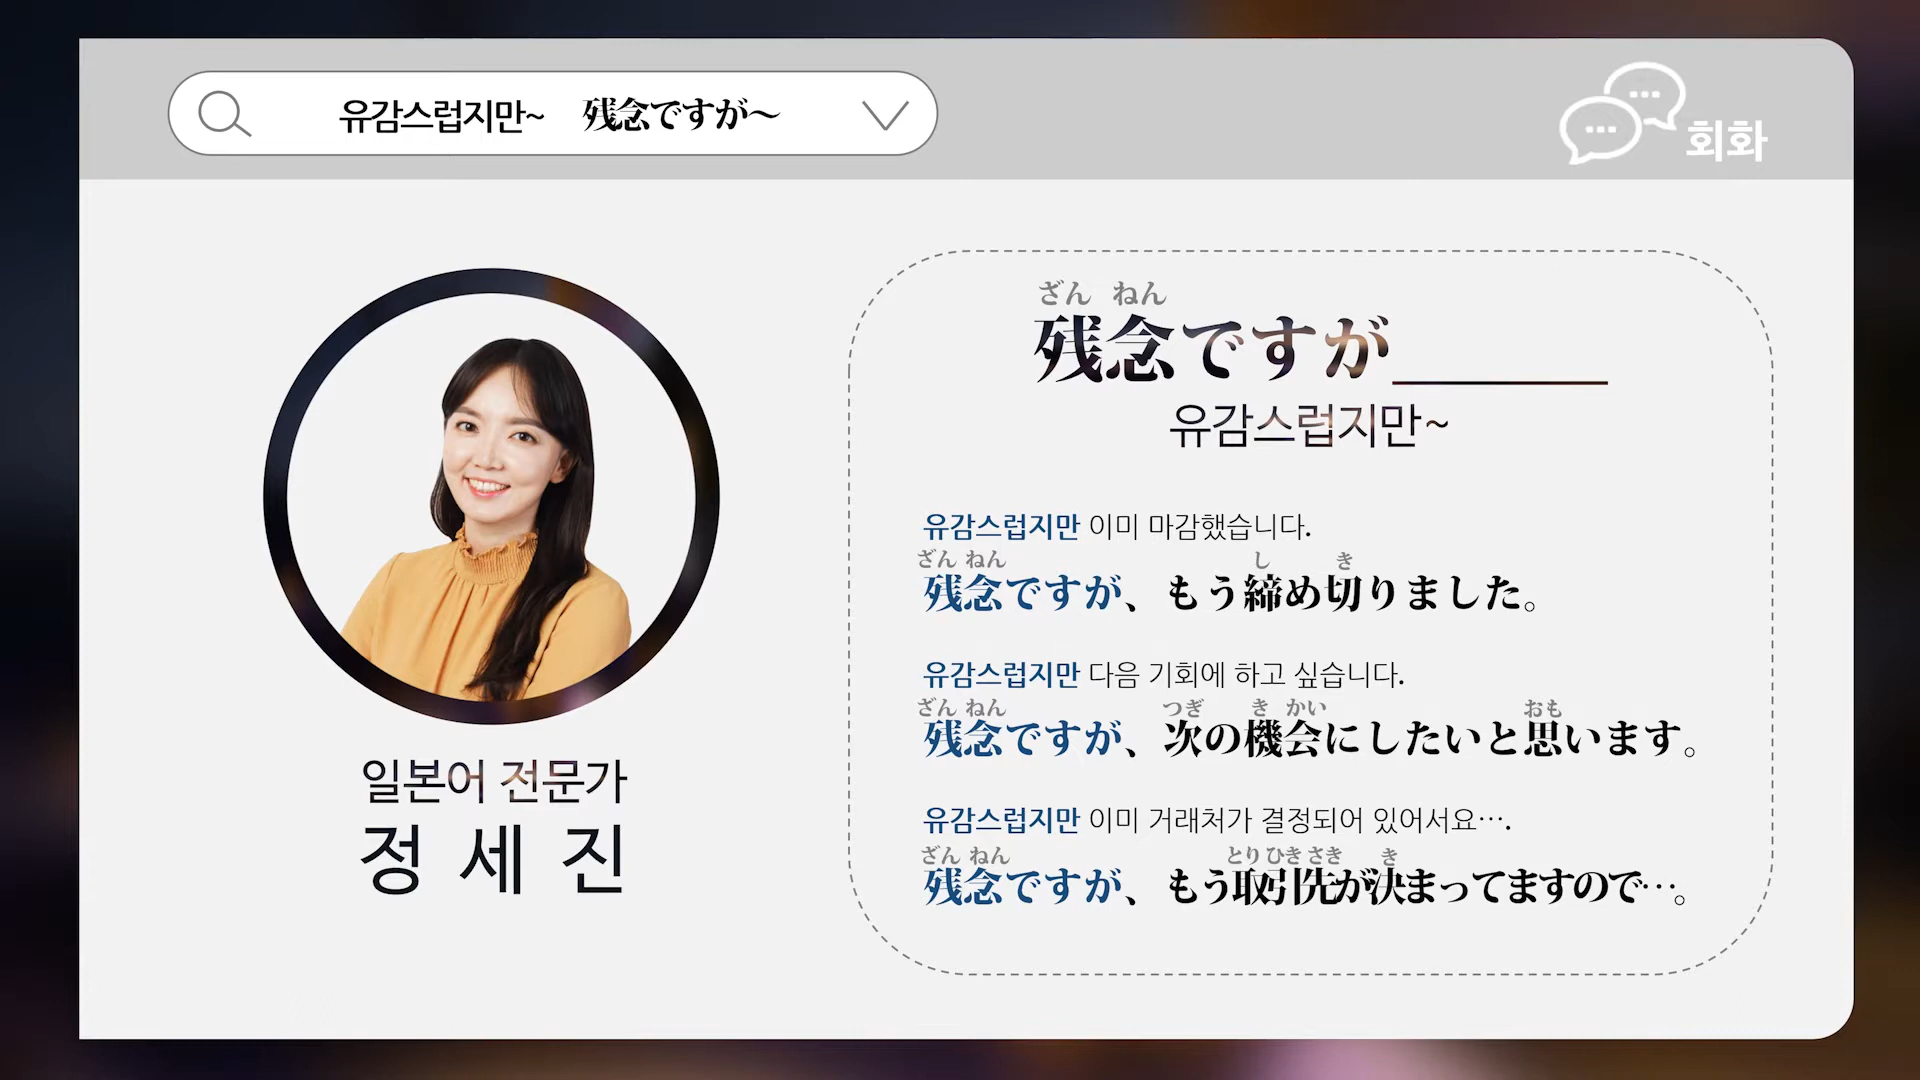 유감스럽지만~ 残念ですが〜
회화
ざん ねん
残念ですが______
유감스럽지만~
유감스럽지만 이미 마감했습니다.
ざん ねん し き
残念ですが、もう締め切りました。
유감스럽지만 다음 기회에 하고 싶습니다.
ざん ねん つぎ き かい おも
残念ですが、次の機会にしたいと思います。
유감스럽지만 이미 거래처가 결정되어 있어서요….
ざん ねん とり ひき さき き
残念ですが、もう取引先が決まってますので…。
일본어 전문가
정 세 진